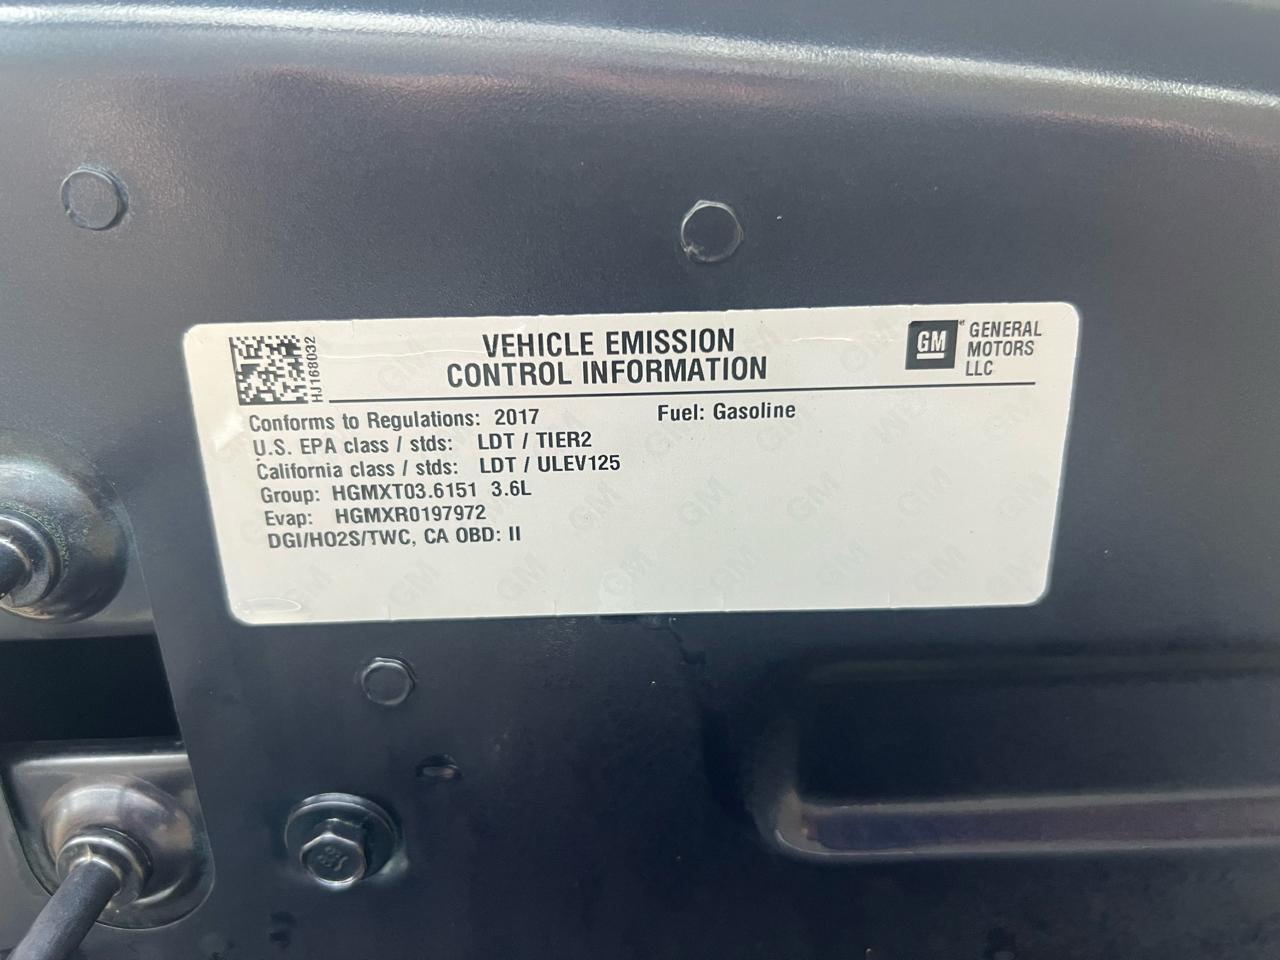 HJ168032
VEHICLE EMISSION
CONTROL INFORMATION
GM
GENERAL
MOTORS
LLC
Conforms to Regulations: 2017 Fuel: Gasoline
U.S. EPA class / stds: LDT / TIER2
California class / stds: LDT / ULEV125
Group: HGMXT03.6151 3.6L
Evap: HGMXR0197972
DGI/HO2S/TWC, CA OBD: II